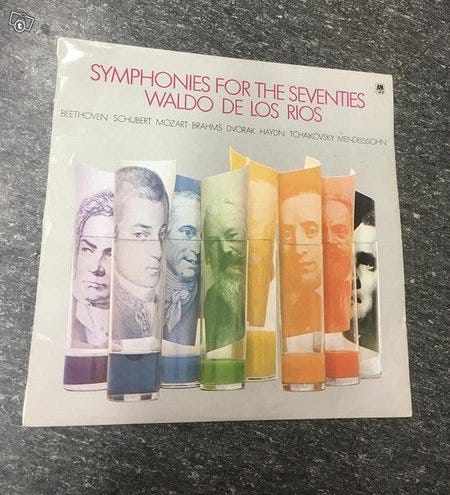 SYMPHONIES FOR THE SEVENTIES
WALDO DE LOS RIOS
BEETHOVEN SCHUBERT MOZART BRAHMS DVORAK HAYDN TCHAIKOVSKY MENDELSSOHN